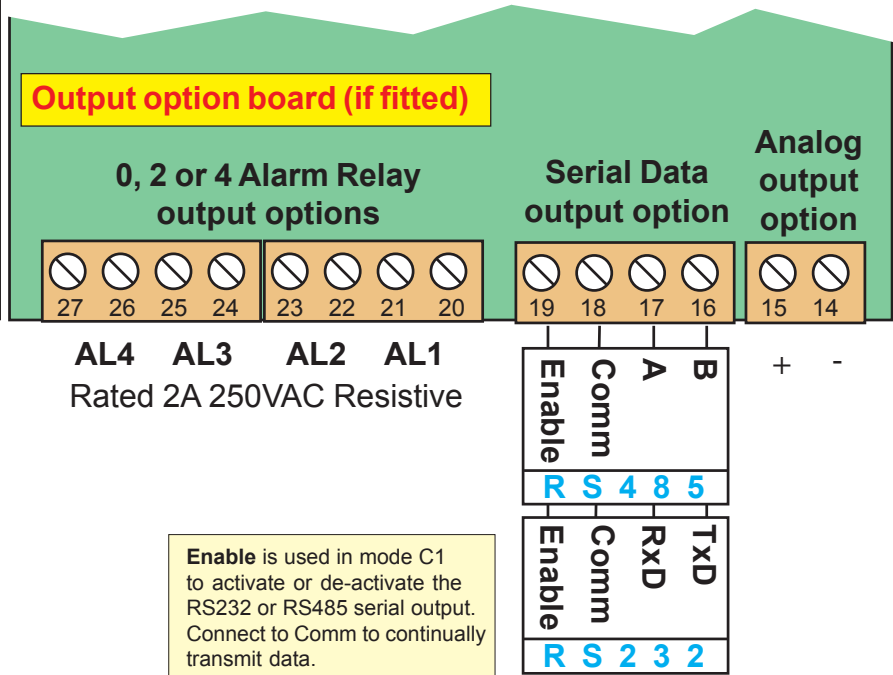 Output option board (if fitted)
0, 2 or 4 Alarm Relay
output options
Serial Data
output option
Analog
output
option
27 26 25 24 23 22 21 20
19 18 17 16
15 14
AL4 AL3 AL2 AL1
Rated 2A 250VAC Resistive
+ -
Enable
Comm
A
B
RS485
Enable
Comm
RxD
TxD
RS232
Enable is used in mode C1
to activate or de-activate the
RS232 or RS485 serial output.
Connect to Comm to continually
transmit data.